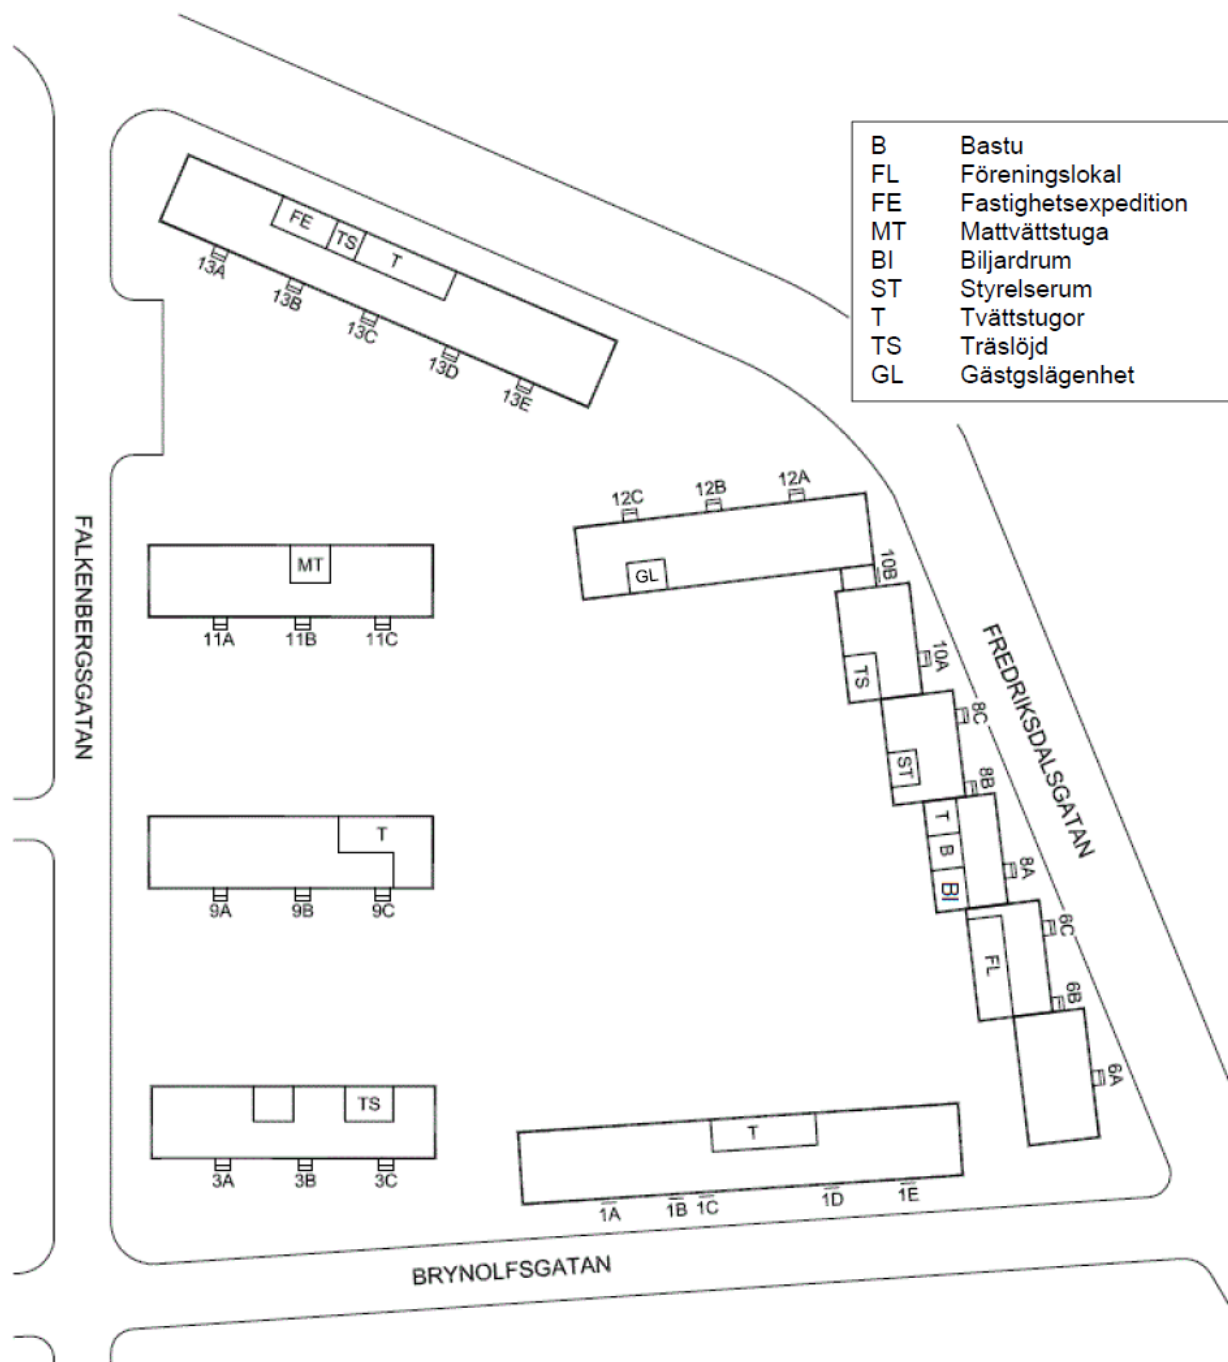 B Bastu
FL Föreningslokal
FE Fastighetsexpedition
MT Mattvättstuga
BI Biljardrum
ST Styrelserum
T Tvättstugor
TS Träslöjd
GL Gästgslägenhet
FE
TS
T
13A
13B
13C
13D
13E
12C
12B
12A
GL
10B
TS
10A
8C
ST
8B
T
B
BI
8A
6C
FL
6B
6A
FREDRIKSDALSGATAN
FALKENBERGSGATAN
MT
11A
11B
11C
T
9A
9B
9C
TS
3A
3B
3C
T
1A
1B
1C
1D
1E
BRYNOLFSGATAN